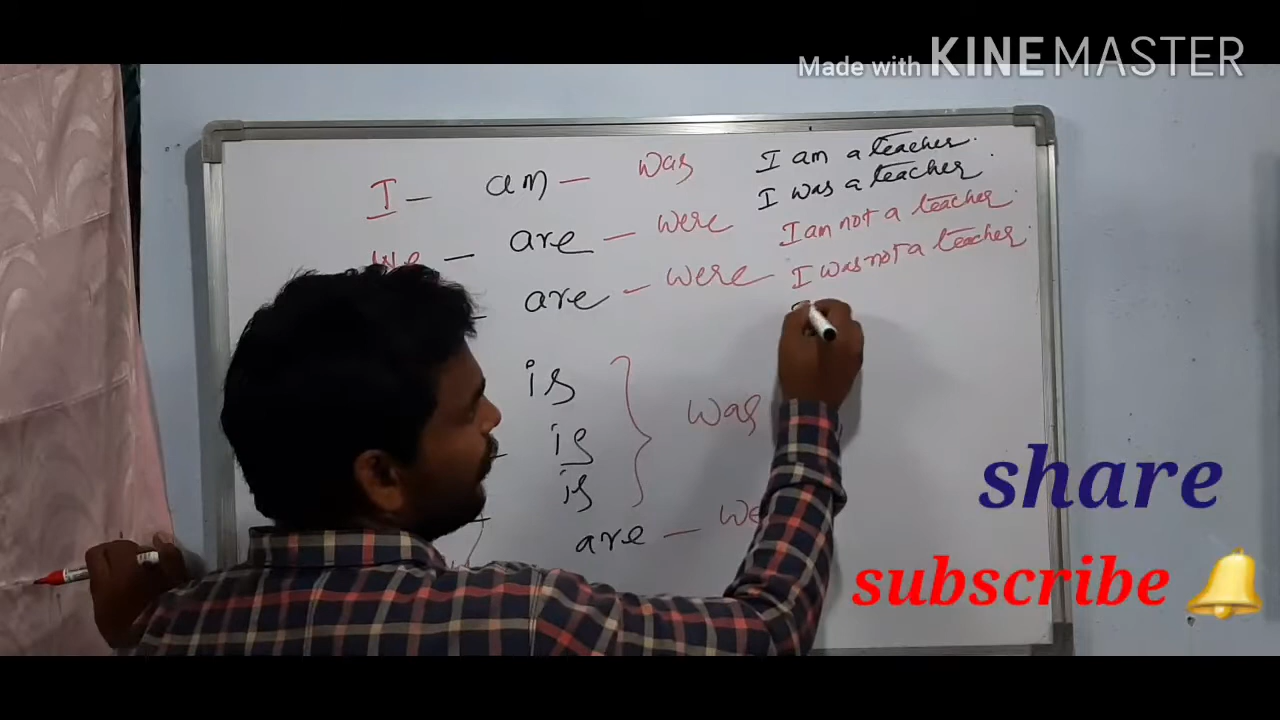 Made with KINEMASTER
I - am - was
we - are - were
are - were
is
is
is
was
are - we
I am a teacher.
I was a teacher.
I am not a teacher.
I was not a teacher.
share
subscribe